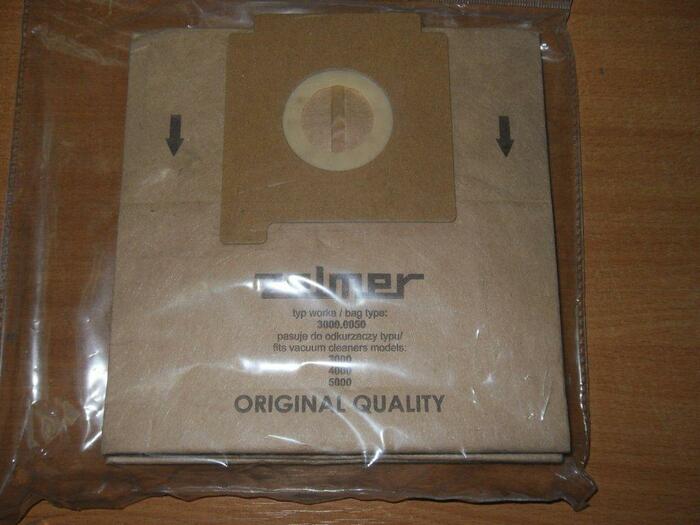 zelmer
typ worka / bag type:
3000.0050
pasuje do odkurzaczy typu/
fits vacuum cleaners models:
3000
4000
5000
ORIGINAL QUALITY